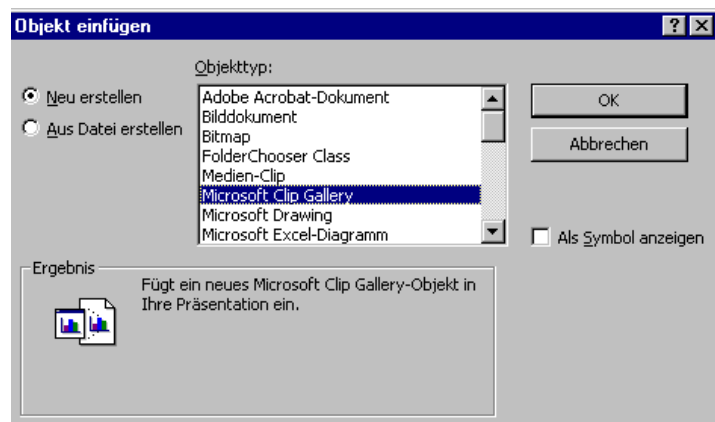 Objekt einfügen
Objekttyp:
Neu erstellen
Aus Datei erstellen
Adobe Acrobat-Dokument
Bilddokument
Bitmap
FolderChooser Class
Medien-Clip
Microsoft Clip Gallery
Microsoft Drawing
Microsoft Excel-Diagramm
OK
Abbrechen
Als Symbol anzeigen
Ergebnis
Fügt ein neues Microsoft Clip Gallery-Objekt in
Ihre Präsentation ein.